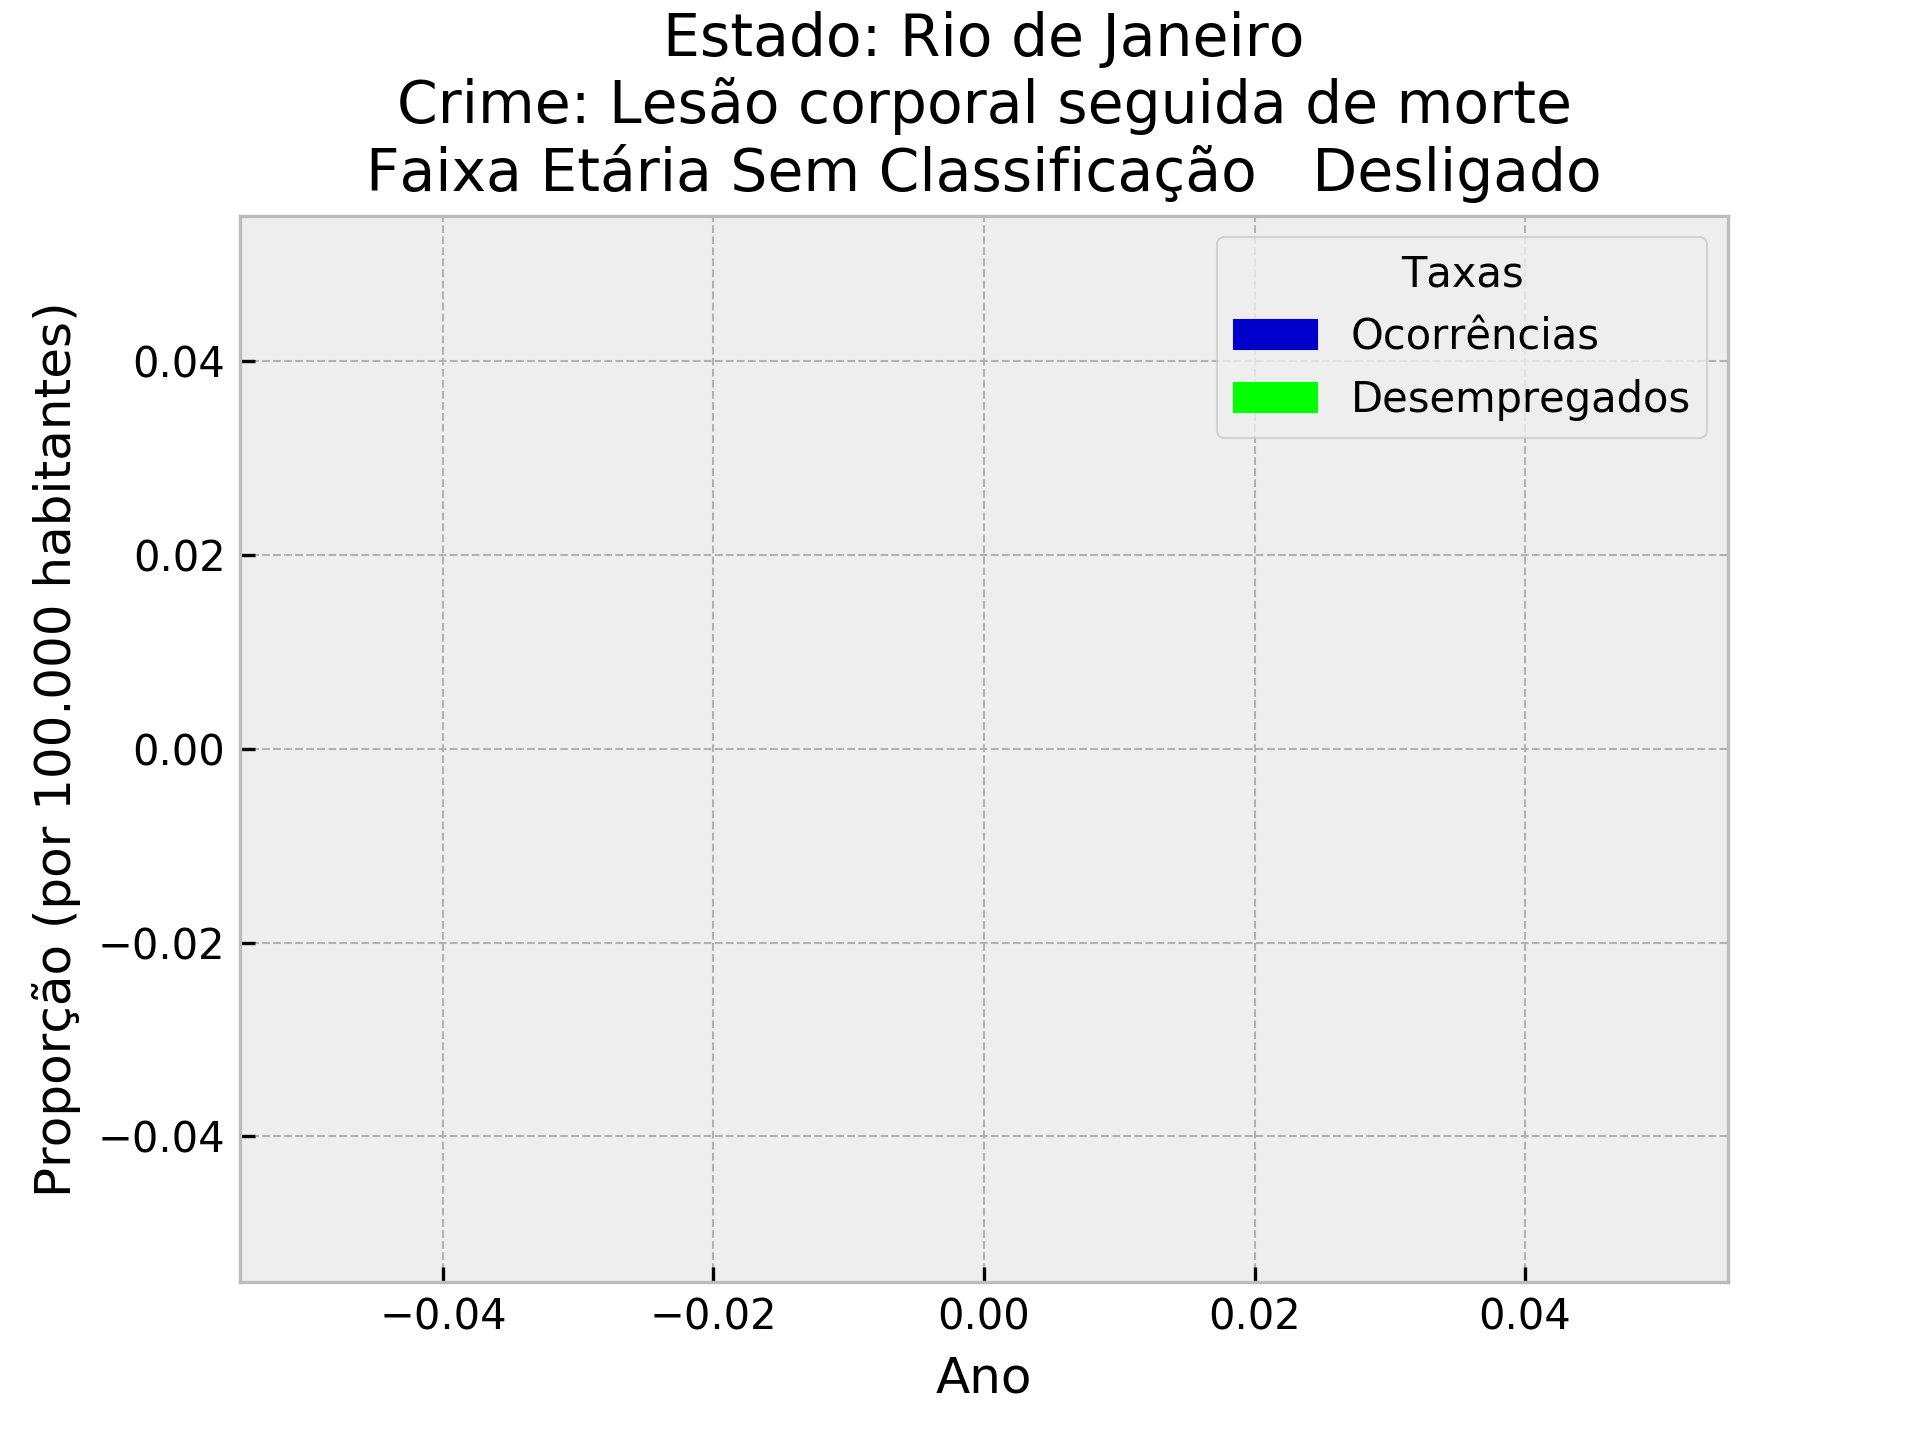 Estado: Rio de Janeiro
Crime: Lesão corporal seguida de morte
Faixa Etária Sem Classificação   Desligado
Taxas
Ocorrências
Desempregados
Proporção (por 100.000 habitantes)
0.04
0.02
0.00
−0.02
−0.04
−0.04
−0.02
0.00
0.02
0.04
Ano